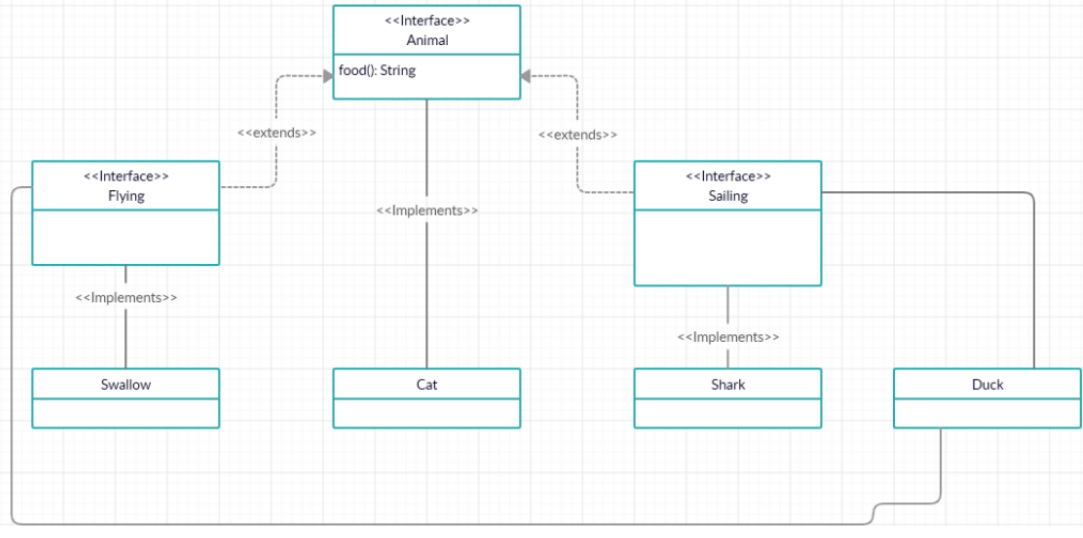 <<Interface>>
Animal
food(): String
<<extends>>
<<extends>>
<<Interface>>
Flying
<<Interface>>
Sailing
<<Implements>>
<<Implements>>
<<Implements>>
Swallow
Cat
Shark
Duck